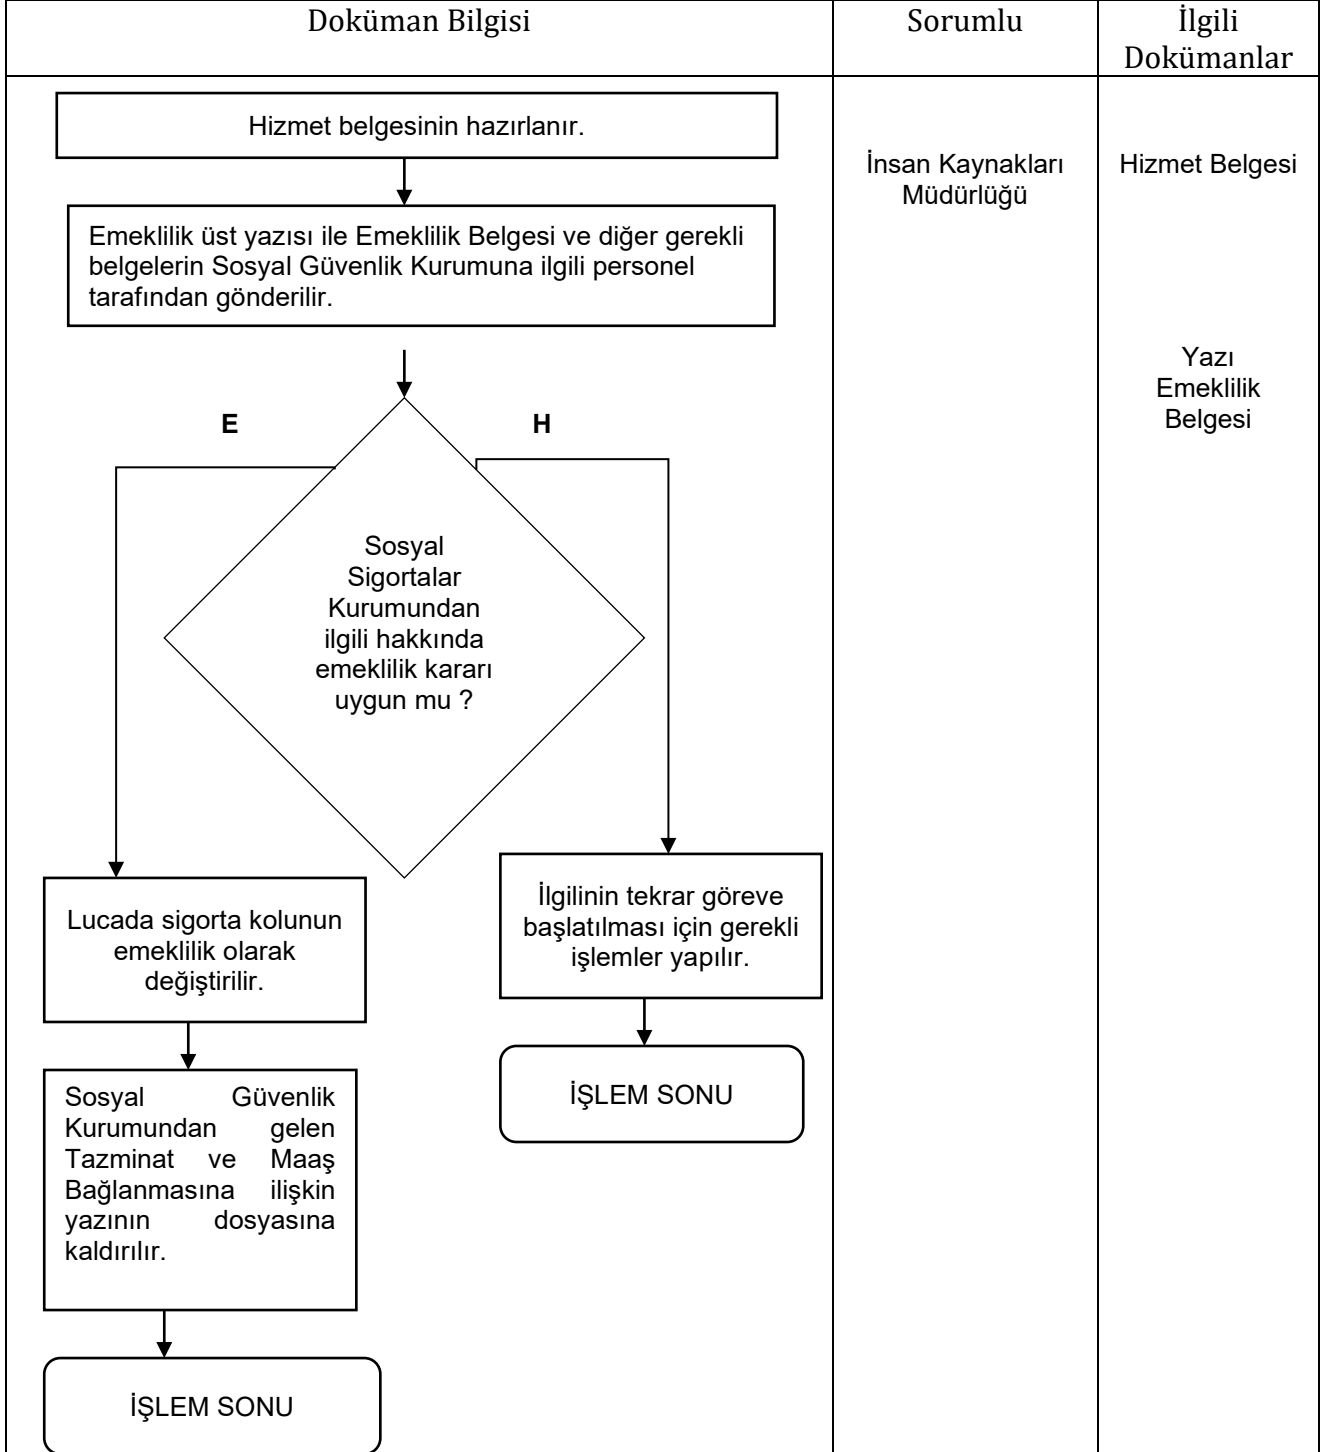 Doküman Bilgisi
Sorumlu
İlgili
Dokümanlar
Hizmet belgesinin hazırlanır.
İnsan Kaynakları
Müdürlüğü
Hizmet Belgesi
Emeklilik üst yazısı ile Emeklilik Belgesi ve diğer gerekli
belgelerin Sosyal Güvenlik Kurumuna ilgili personel
tarafından gönderilir.
Yazı
Emeklilik
Belgesi
E
H
Sosyal
Sigortalar
Kurumundan
ilgili hakkında
emeklilik kararı
uygun mu ?
Lucada sigorta kolunun
emeklilik olarak
değiştirilir.
İlgilinin tekrar göreve
başlatılması için gerekli
işlemler yapılır.
Sosyal Güvenlik
Kurumundan gelen
Tazminat ve Maaş
Bağlanmasına ilişkin
yazının dosyasına
kaldırılır.
İŞLEM SONU
İŞLEM SONU